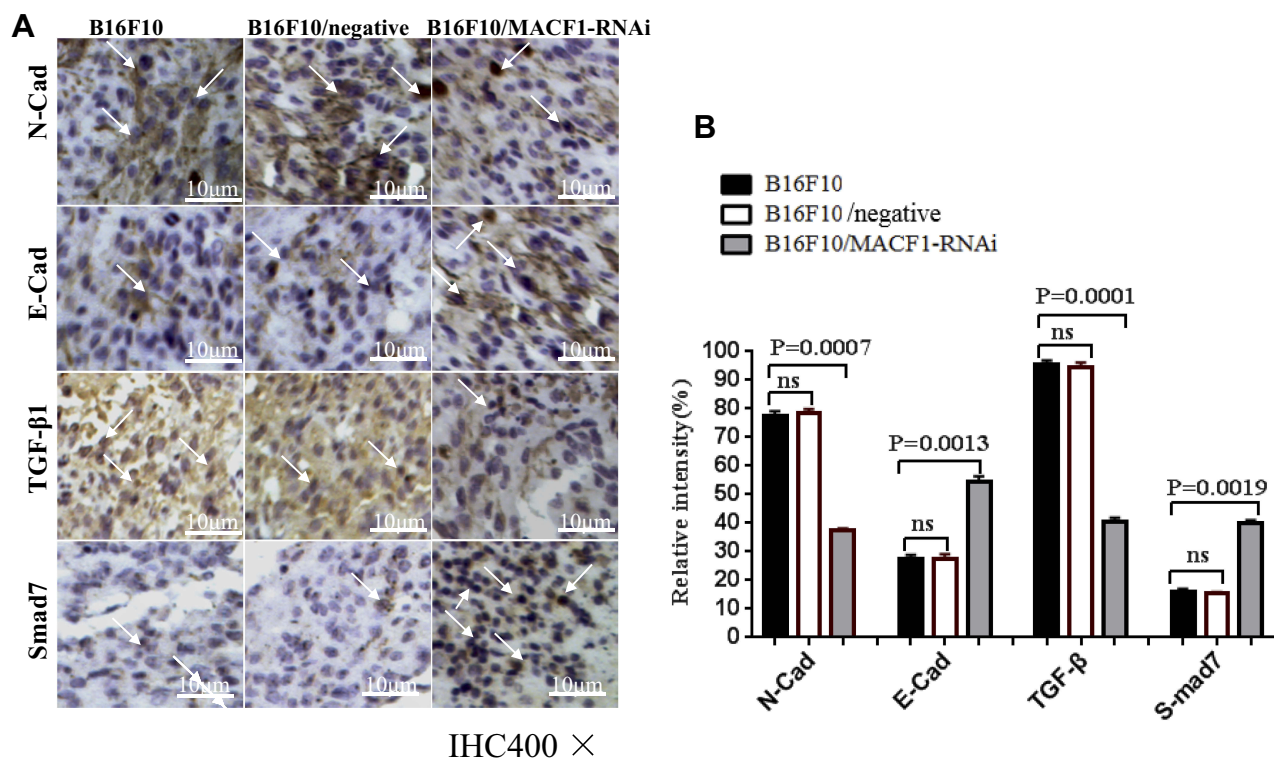 A
B16F10 B16F10/negative B16F10/MACF1-RNAi
N-Cad
10μm 10μm 10μm
E-Cad
10μm 10μm 10μm
TGF-β1
10μm 10μm 10μm
Smad7
10μm 10μm 10μm
IHC400 ×
B
B16F10
B16F10/negative
B16F10/MACF1-RNAi
Relative intensity(%)
100
90
80
70
60
50
40
30
20
10
0
P=0.0007
ns
P=0.0013
ns
P=0.0001
ns
P=0.0019
ns
N-Cad E-Cad TGF-β S-mad7